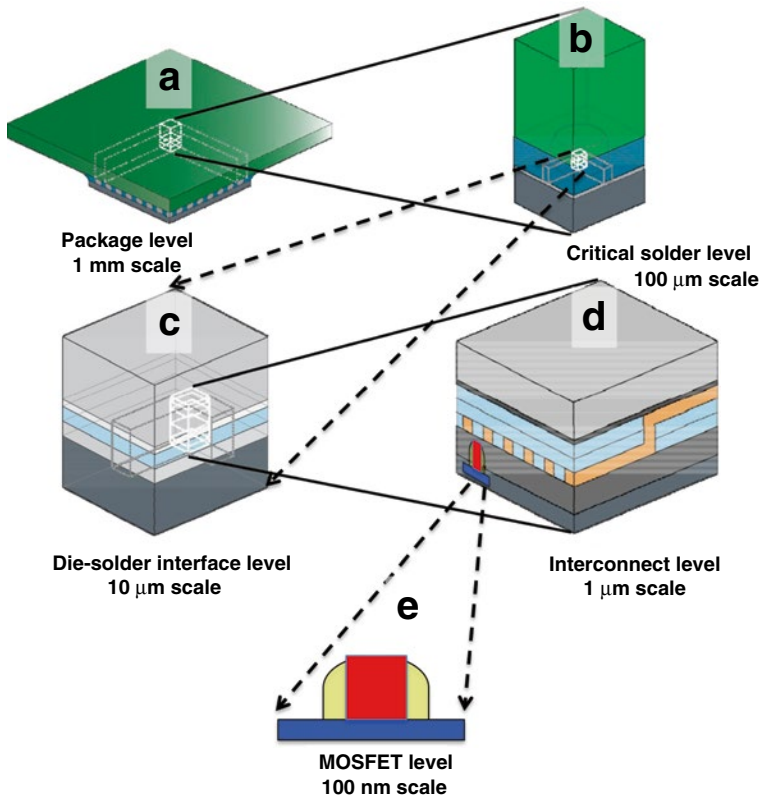 a
b
Package level
1 mm scale
Critical solder level
100 μm scale
c
d
Die-solder interface level
10 μm scale
Interconnect level
1 μm scale
e
MOSFET level
100 nm scale